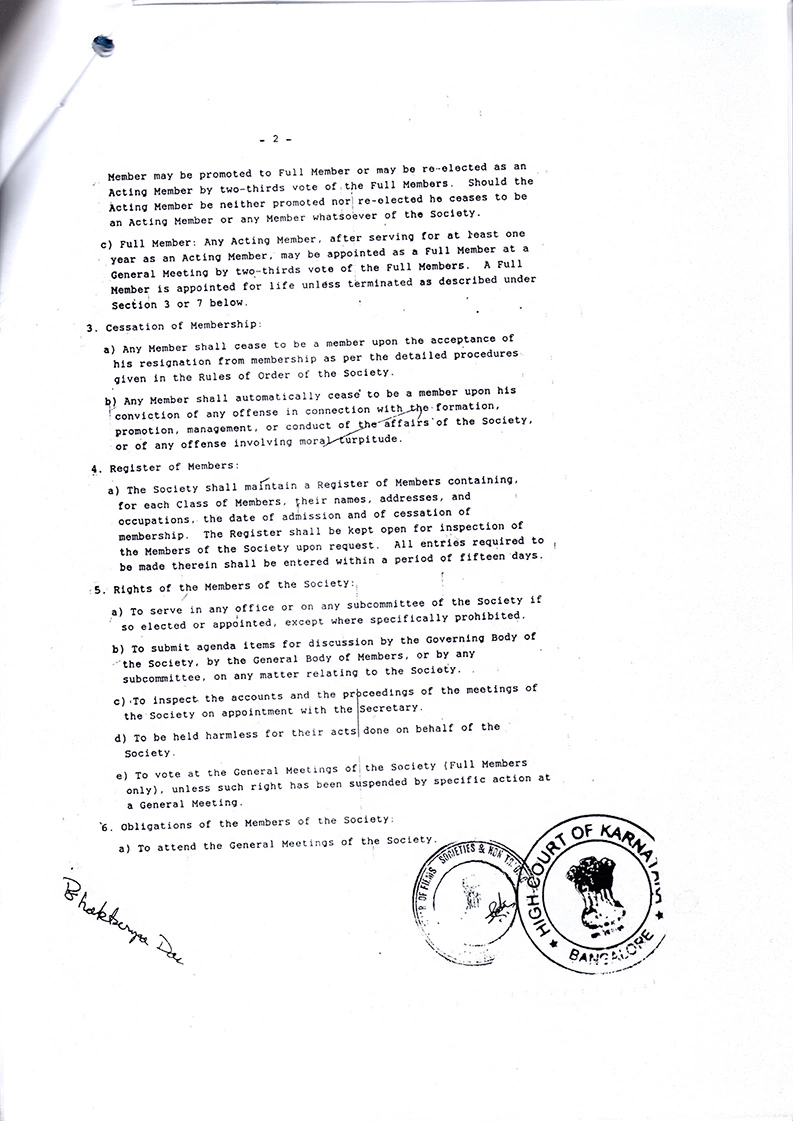 - 2 -
Member may be promoted to Full Member or may be re-elected as an
Acting Member by two-thirds vote of the Full Members. Should the
Acting Member be neither promoted nor re-elected he ceases to be
an Acting Member or any Member whatsoever of the Society.
c) Full Member: Any Acting Member, after serving for at least one
year as an Acting Member, may be appointed as a Full Member at a
General Meeting by two-thirds vote of the Full Members. A Full
Member is appointed for life unless terminated as described under
Section 3 or 7 below.
3. Cessation of Membership:
a) Any Member shall cease to be a member upon the acceptance of
his resignation from membership as per the detailed procedures
given in the Rules of Order of the Society.
b) Any Member shall automatically cease to be a member upon his
conviction of any offense in connection with the formation,
promotion, management, or conduct of the affairs of the Society,
or of any offense involving moral turpitude.
4. Register of Members:
a) The Society shall maintain a Register of Members containing,
for each Class of Members, their names, addresses, and
occupations, the date of admission and of cessation of
membership. The Register shall be kept open for inspection of
the Members of the Society upon request. All entries required to
be made therein shall be entered within a period of fifteen days.
5. Rights of the Members of the Society:
a) To serve in any office or on any subcommittee of the Society if
so elected or appointed, except where specifically prohibited.
b) To submit agenda items for discussion by the Governing Body of
the Society, by the General Body of Members, or by any
subcommittee, on any matter relating to the Society.
c) To inspect the accounts and the proceedings of the meetings of
the Society on appointment with the Secretary.
d) To be held harmless for their acts done on behalf of the
Society.
e) To vote at the General Meetings of the Society (Full Members
only), unless such right has been suspended by specific action at
a General Meeting.
6. Obligations of the Members of the Society:
a) To attend the General Meetings of the Society.
SOCIETIES &
HIGH COURT OF KARNATAKA
BANGALORE